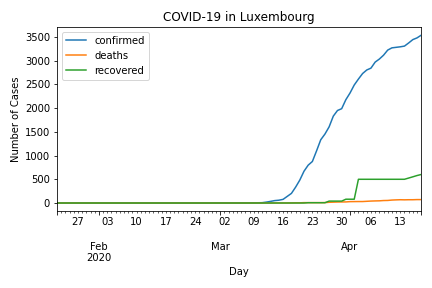 COVID-19 in Luxembourg
confirmed
deaths
recovered
Number of Cases
3500
3000
2500
2000
1500
1000
500
0
27 03 10 17 24 02 09 16 23 30 06 13
Feb Mar Apr
2020
Day